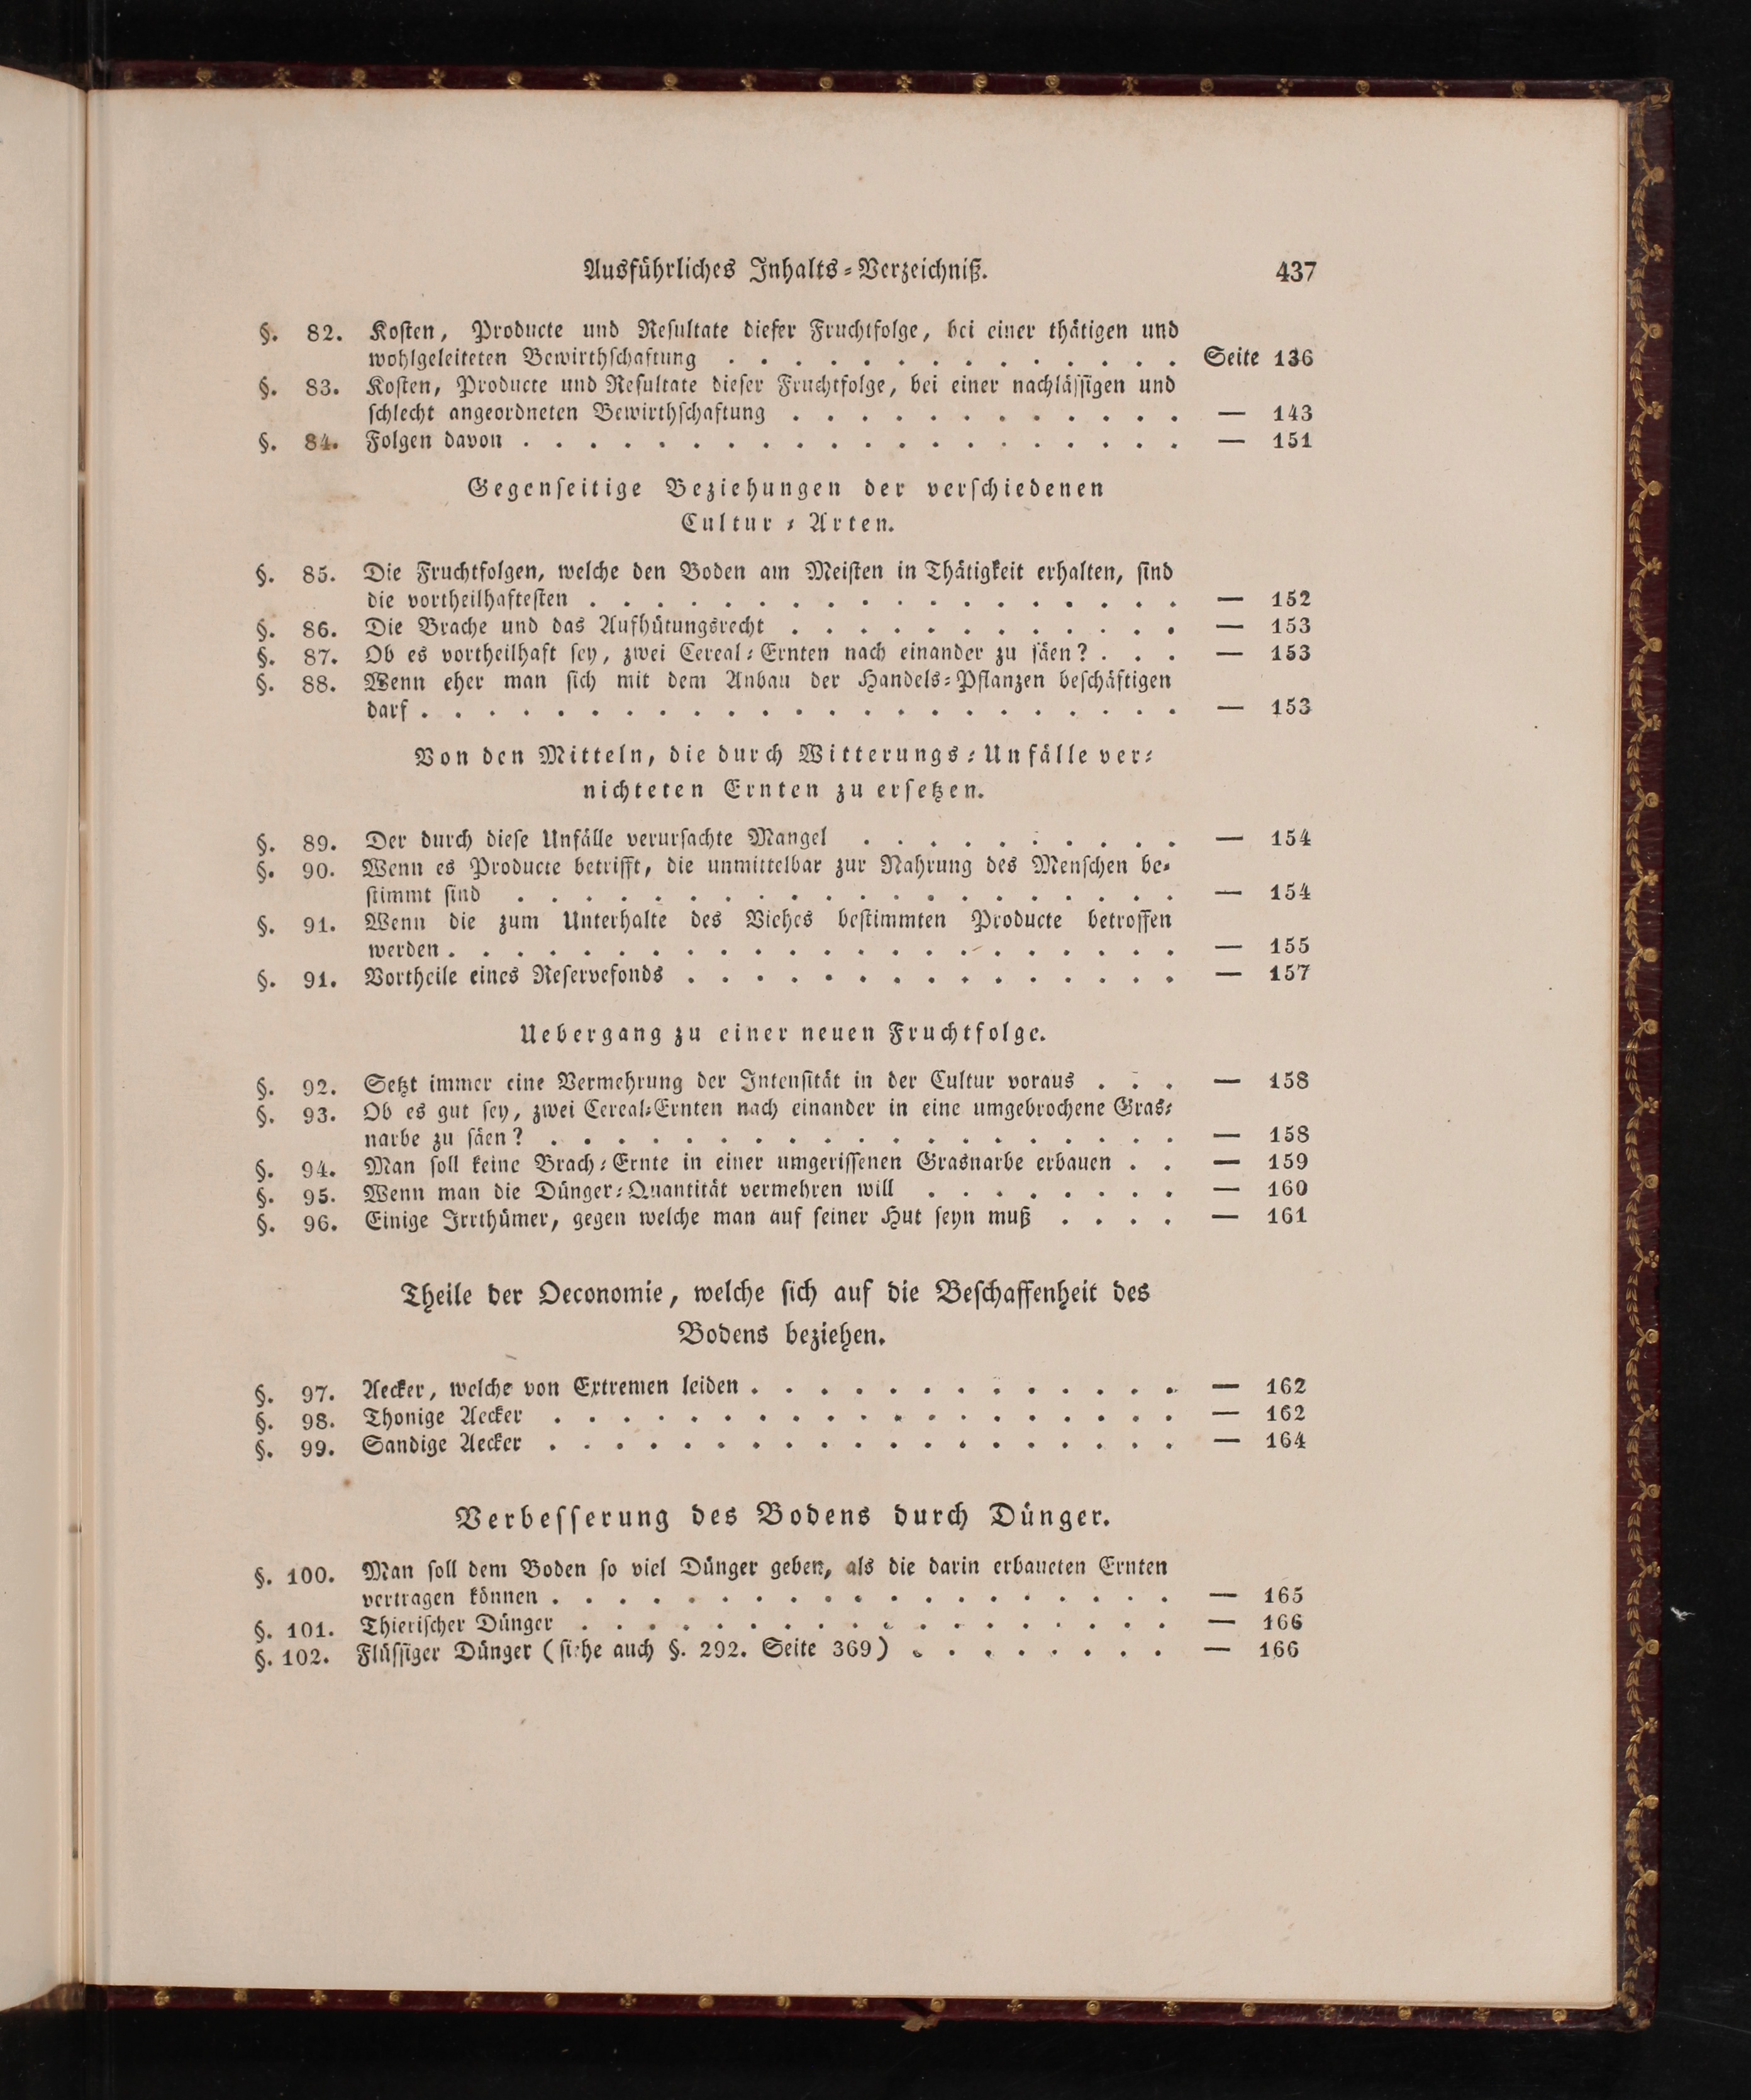 Ausführliches Inhalts-Verzeichniß. 437
§. 82. Kosten, Producte und Resultate dieser Fruchtfolge, bei einer thätigen und
wohlgeleiteten Bewirthschaftung . . . . . . . . . . . . . . Seite 136
§. 83. Kosten, Producte und Resultate dieser Fruchtfolge, bei einer nachlässigen und
schlecht angeordneten Bewirthschaftung . . . . . . . . . . . . — 143
§. 84. Folgen davon . . . . . . . . . . . . . . . . . . . . — 151
Gegenseitige Beziehungen der verschiedenen
Cultur-Arten.
§. 85. Die Fruchtfolgen, welche den Boden am Meisten in Thätigkeit erhalten, sind
die vortheilhaftesten . . . . . . . . . . . . . . . . . . — 152
§. 86. Die Brache und das Aufhütungsrecht . . . . . . . . . . . . — 153
§. 87. Ob es vortheilhaft sey, zwei Cereal-Ernten nach einander zu säen? . . . — 153
§. 88. Wenn eher man sich mit dem Anbau der Handels-Pflanzen beschäftigen
darf . . . . . . . . . . . . . . . . . . . . . . . — 153
Von den Mitteln, die durch Witterungs-Unfälle ver-
nichteten Ernten zu ersetzen.
§. 89. Der durch diese Unfälle verursachte Mangel . . . . . . . . . . — 154
§. 90. Wenn es Producte betrifft, die unmittelbar zur Nahrung des Menschen be-
stimmt sind . . . . . . . . . . . . . . . . . . . . — 154
§. 91. Wenn die zum Unterhalte des Viehes bestimmten Producte betroffen
werden . . . . . . . . . . . . . . . . . . . . . . — 155
§. 91. Vortheile eines Reservefonds . . . . . . . . . . . . . . . — 157
Uebergang zu einer neuen Fruchtfolge.
§. 92. Setzt immer eine Vermehrung der Intensität in der Cultur voraus . . . — 158
§. 93. Ob es gut sey, zwei Cereal-Ernten nach einander in eine umgebrochene Gras-
narbe zu säen? . . . . . . . . . . . . . . . . . . . — 158
§. 94. Man soll keine Brach-Ernte in einer umgerissenen Grasnarbe erbauen . . — 159
§. 95. Wenn man die Dünger-Quantität vermehren will . . . . . . . . — 160
§. 96. Einige Irrthümer, gegen welche man auf seiner Hut seyn muß . . . . — 161
Theile der Oeconomie, welche sich auf die Beschaffenheit des
Bodens beziehen.
§. 97. Aecker, welche von Extremen leiden . . . . . . . . . . . . . — 162
§. 98. Thonige Aecker . . . . . . . . . . . . . . . . . . . — 162
§. 99. Sandige Aecker . . . . . . . . . . . . . . . . . . . — 164
Verbesserung des Bodens durch Dünger.
§. 100. Man soll dem Boden so viel Dünger geben, als die darin erbaueten Ernten
vertragen können . . . . . . . . . . . . . . . . . . . — 165
§. 101. Thierischer Dünger . . . . . . . . . . . . . . . . . . — 166
§. 102. Flüssiger Dünger (siehe auch §. 292. Seite 369) . . . . . . . . — 166